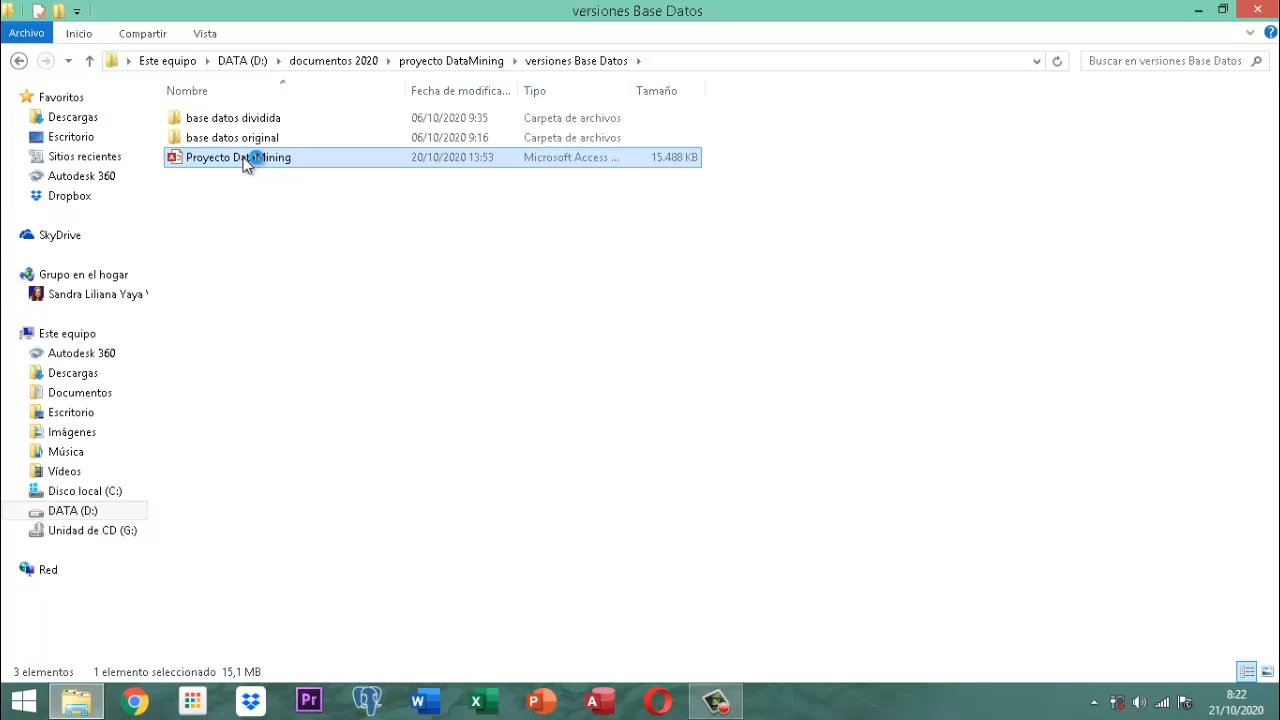 versiones Base Datos
Archivo Inicio Compartir Vista
Este equipo DATA (D:) documentos 2020 proyecto DataMining versiones Base Datos Buscar en versiones Base Datos
Nombre Fecha de modifica... Tipo Tamaño
base datos dividida 06/10/2020 9:35 Carpeta de archivos
base datos original 06/10/2020 9:16 Carpeta de archivos
Proyecto DataMining 20/10/2020 13:53 Microsoft Access ... 15.488 KB
Favoritos
Descargas
Escritorio
Sitios recientes
Autodesk 360
Dropbox
SkyDrive
Grupo en el hogar
Sandra Liliana Yaya
Este equipo
Autodesk 360
Descargas
Documentos
Escritorio
Imágenes
Música
Vídeos
Disco local (C:)
DATA (D:)
Unidad de CD (G:)
Red
3 elementos 1 elemento seleccionado 15,1 MB
8:22
21/10/2020